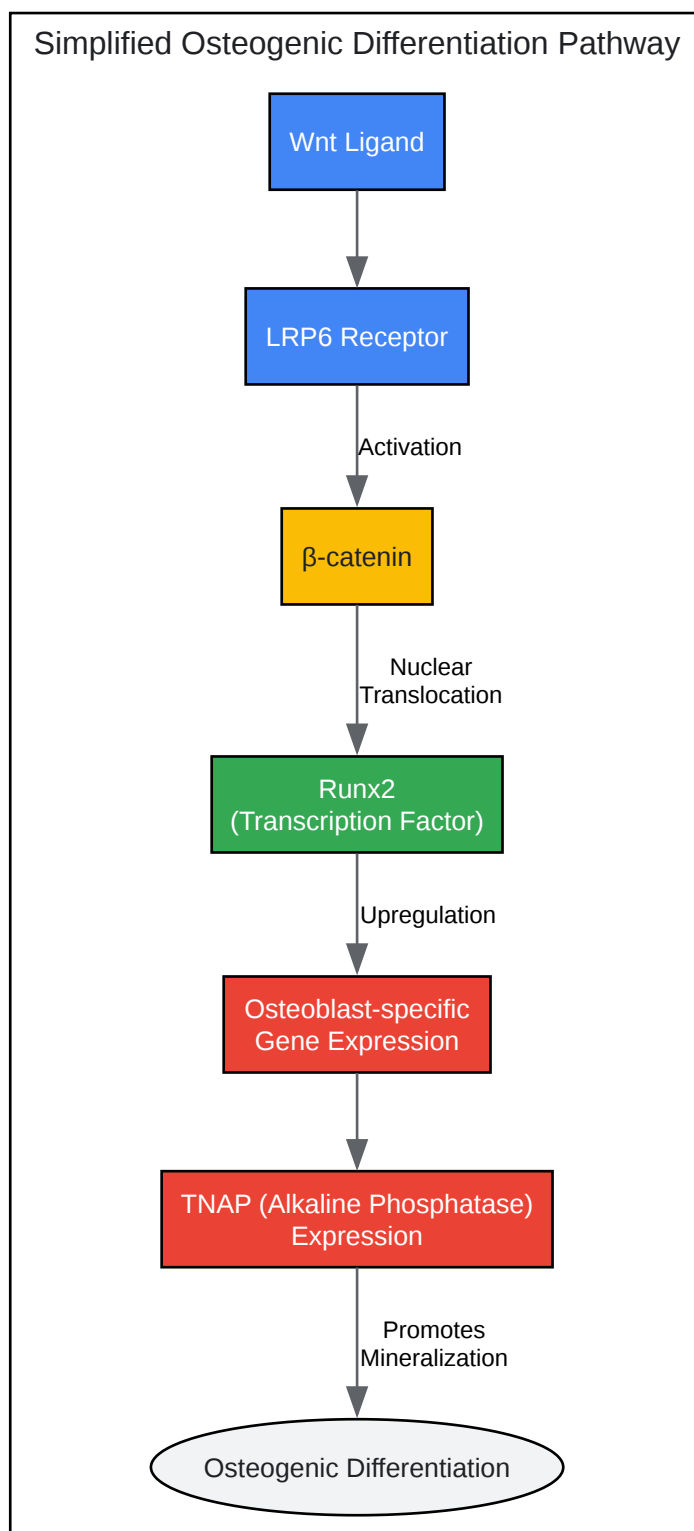 Simplified Osteogenic Differentiation Pathway
Wnt Ligand
LRP6 Receptor
Activation
β-catenin
Nuclear
Translocation
Runx2
(Transcription Factor)
Upregulation
Osteoblast-specific
Gene Expression
TNAP (Alkaline Phosphatase)
Expression
Promotes
Mineralization
Osteogenic Differentiation